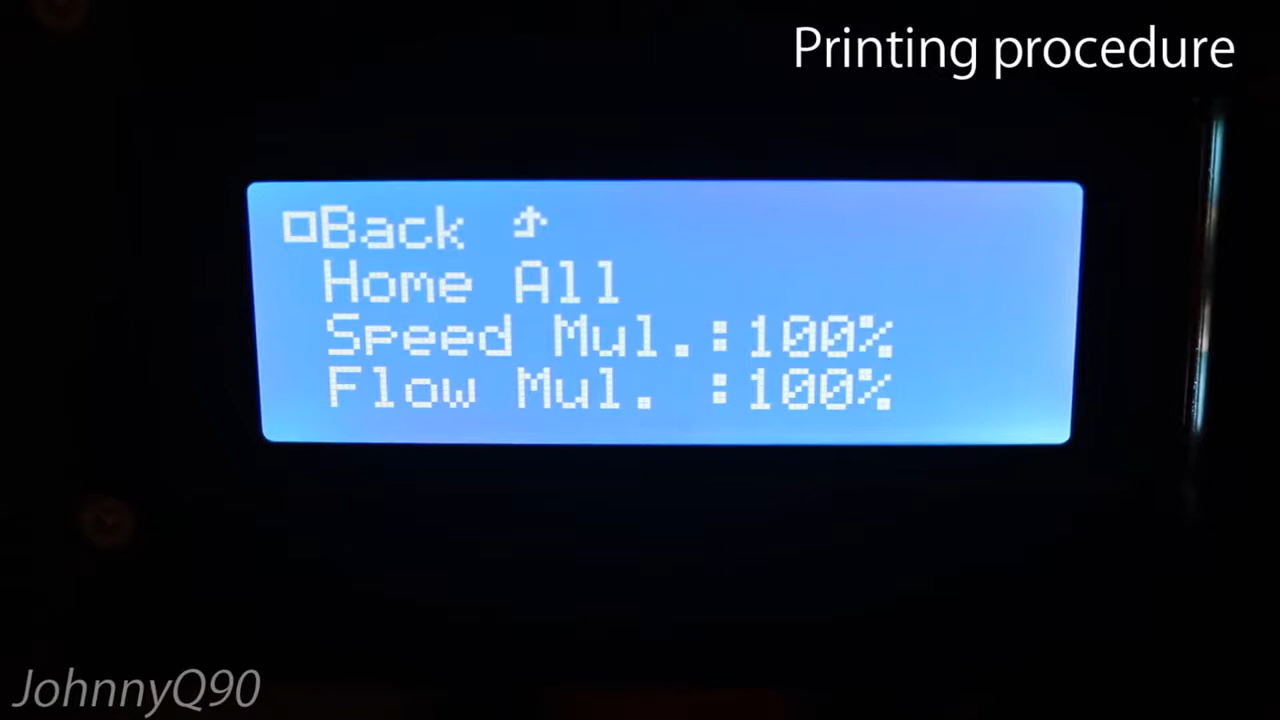 Printing procedure
Back
Home All
Speed Mul.:100%
Flow Mul. :100%
JohnnyQ90